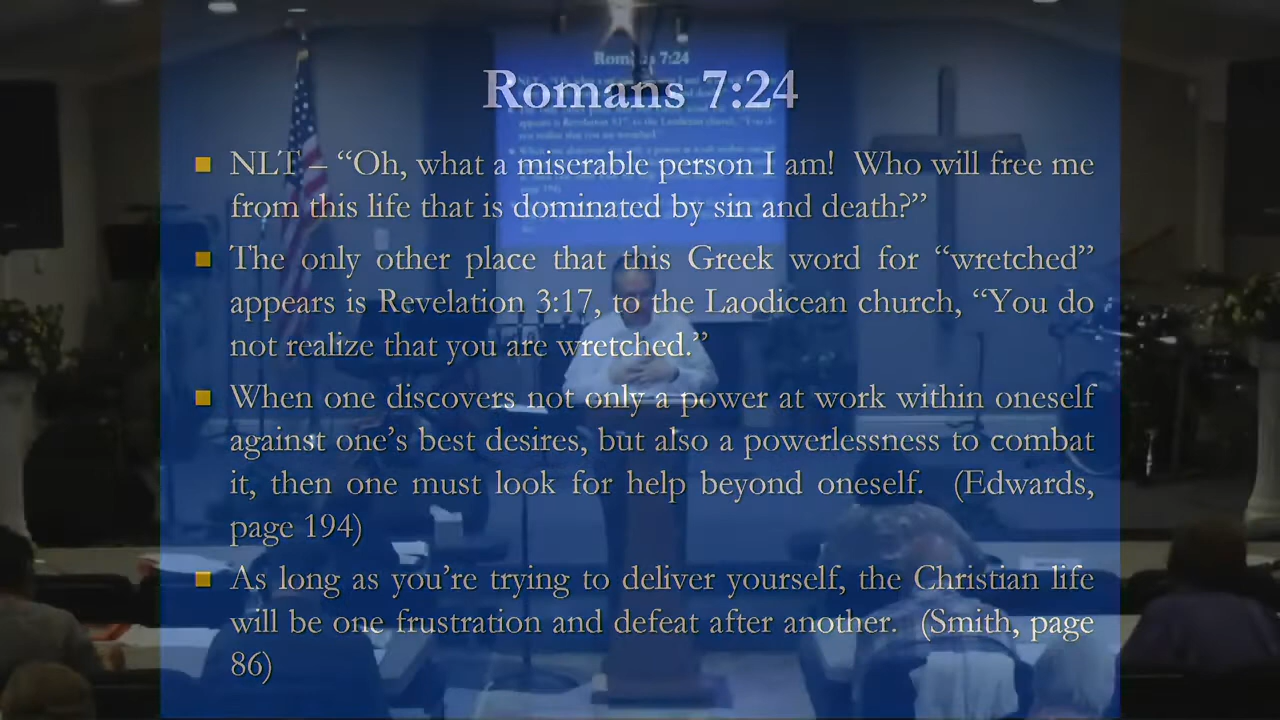 Romans 7:24
NLT – “Oh, what a miserable person I am!  Who will free me
from this life that is dominated by sin and death?”
The only other place that this Greek word for “wretched”
appears is Revelation 3:17, to the Laodicean church, “You do
not realize that you are wretched.”
When one discovers not only a power at work within oneself
against one’s best desires, but also a powerlessness to combat
it, then one must look for help beyond oneself.  (Edwards,
page 194)
As long as you’re trying to deliver yourself, the Christian life
will be one frustration and defeat after another.  (Smith, page
86)